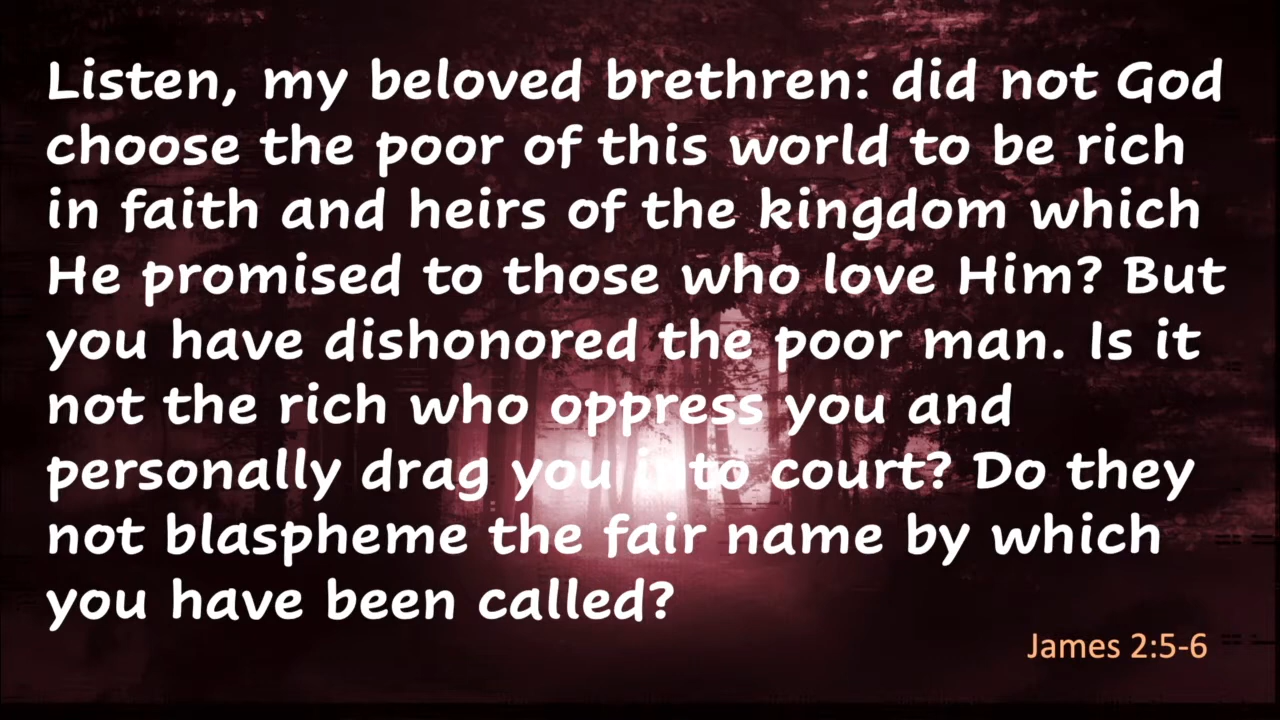 Listen, my beloved brethren: did not God
choose the poor of this world to be rich
in faith and heirs of the kingdom which
He promised to those who love Him? But
you have dishonored the poor man. Is it
not the rich who oppress you and
personally drag you into court? Do they
not blaspheme the fair name by which
you have been called?
James 2:5-6